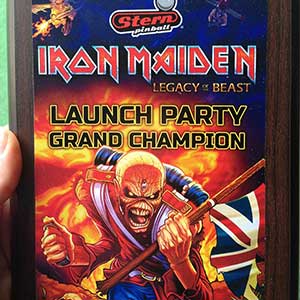 Stern
pinball
IRON MAIDEN
LEGACY OF THE BEAST
LAUNCH PARTY
GRAND CHAMPION